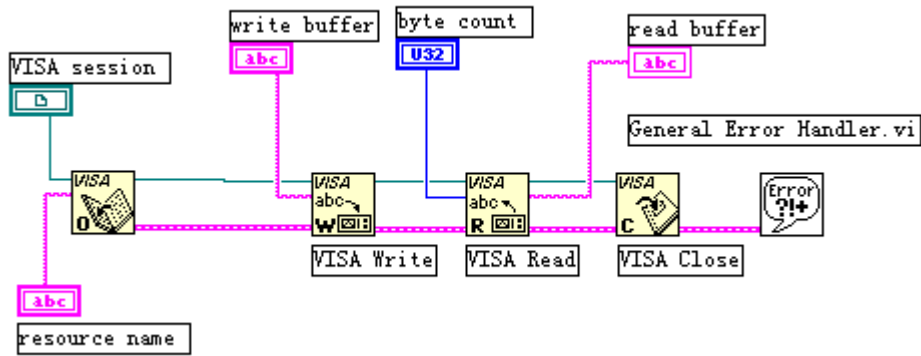 write buffer
byte count
read buffer
abc
U32
abc
VISA session
General Error Handler.vi
VISA
O
VISA
abc
W
VISA
abc
R
VISA
C
Error
?!+
VISA Write
VISA Read
VISA Close
abc
resource name